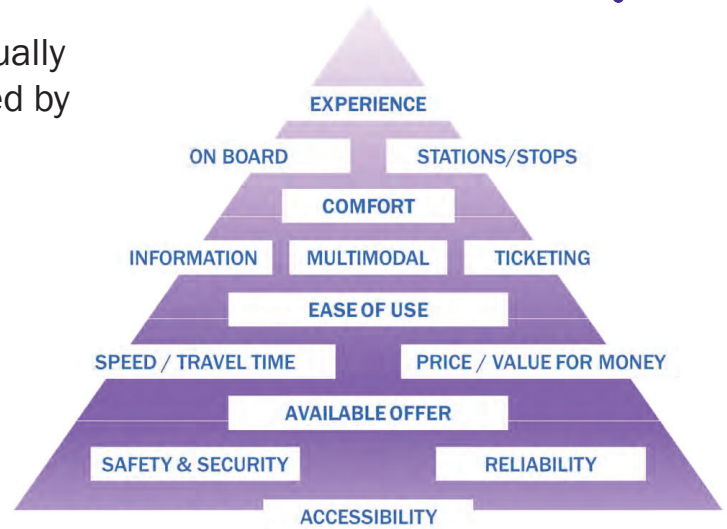 ually
ed by
EXPERIENCE
ON BOARD
STATIONS/STOPS
COMFORT
INFORMATION
MULTIMODAL
TICKETING
EASE OF USE
SPEED / TRAVEL TIME
PRICE / VALUE FOR MONEY
AVAILABLE OFFER
SAFETY & SECURITY
RELIABILITY
ACCESSIBILITY